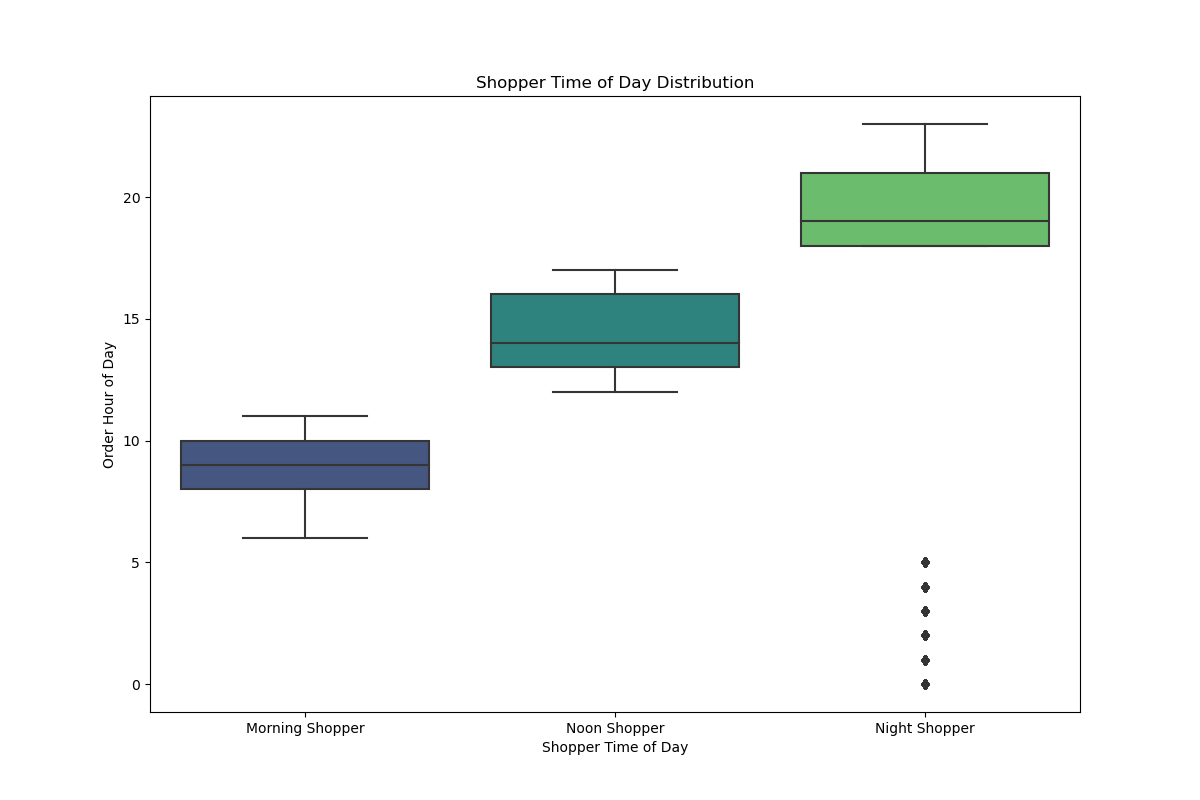 Shopper Time of Day Distribution
Order Hour of Day
20
15
10
5
0
Morning Shopper
Noon Shopper
Night Shopper
Shopper Time of Day